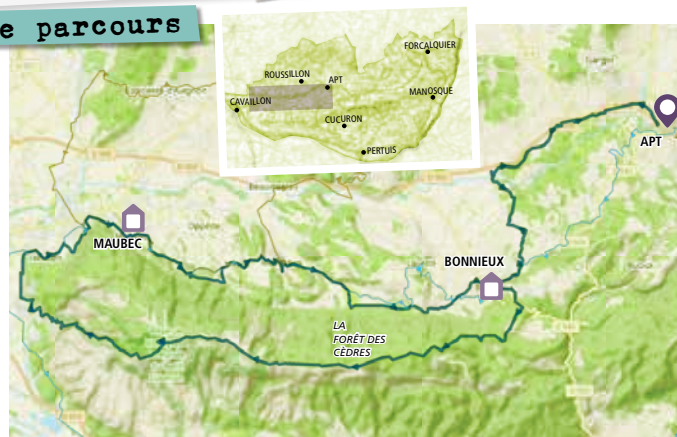 e parcours
FORCALQUIER
ROUSSILLON
APT
MANOSQUE
CAVAILLON
CUCURON
PERTUIS
APT
MAUBEC
BONNIEUX
LA
FORÊT DES
CÈDRES